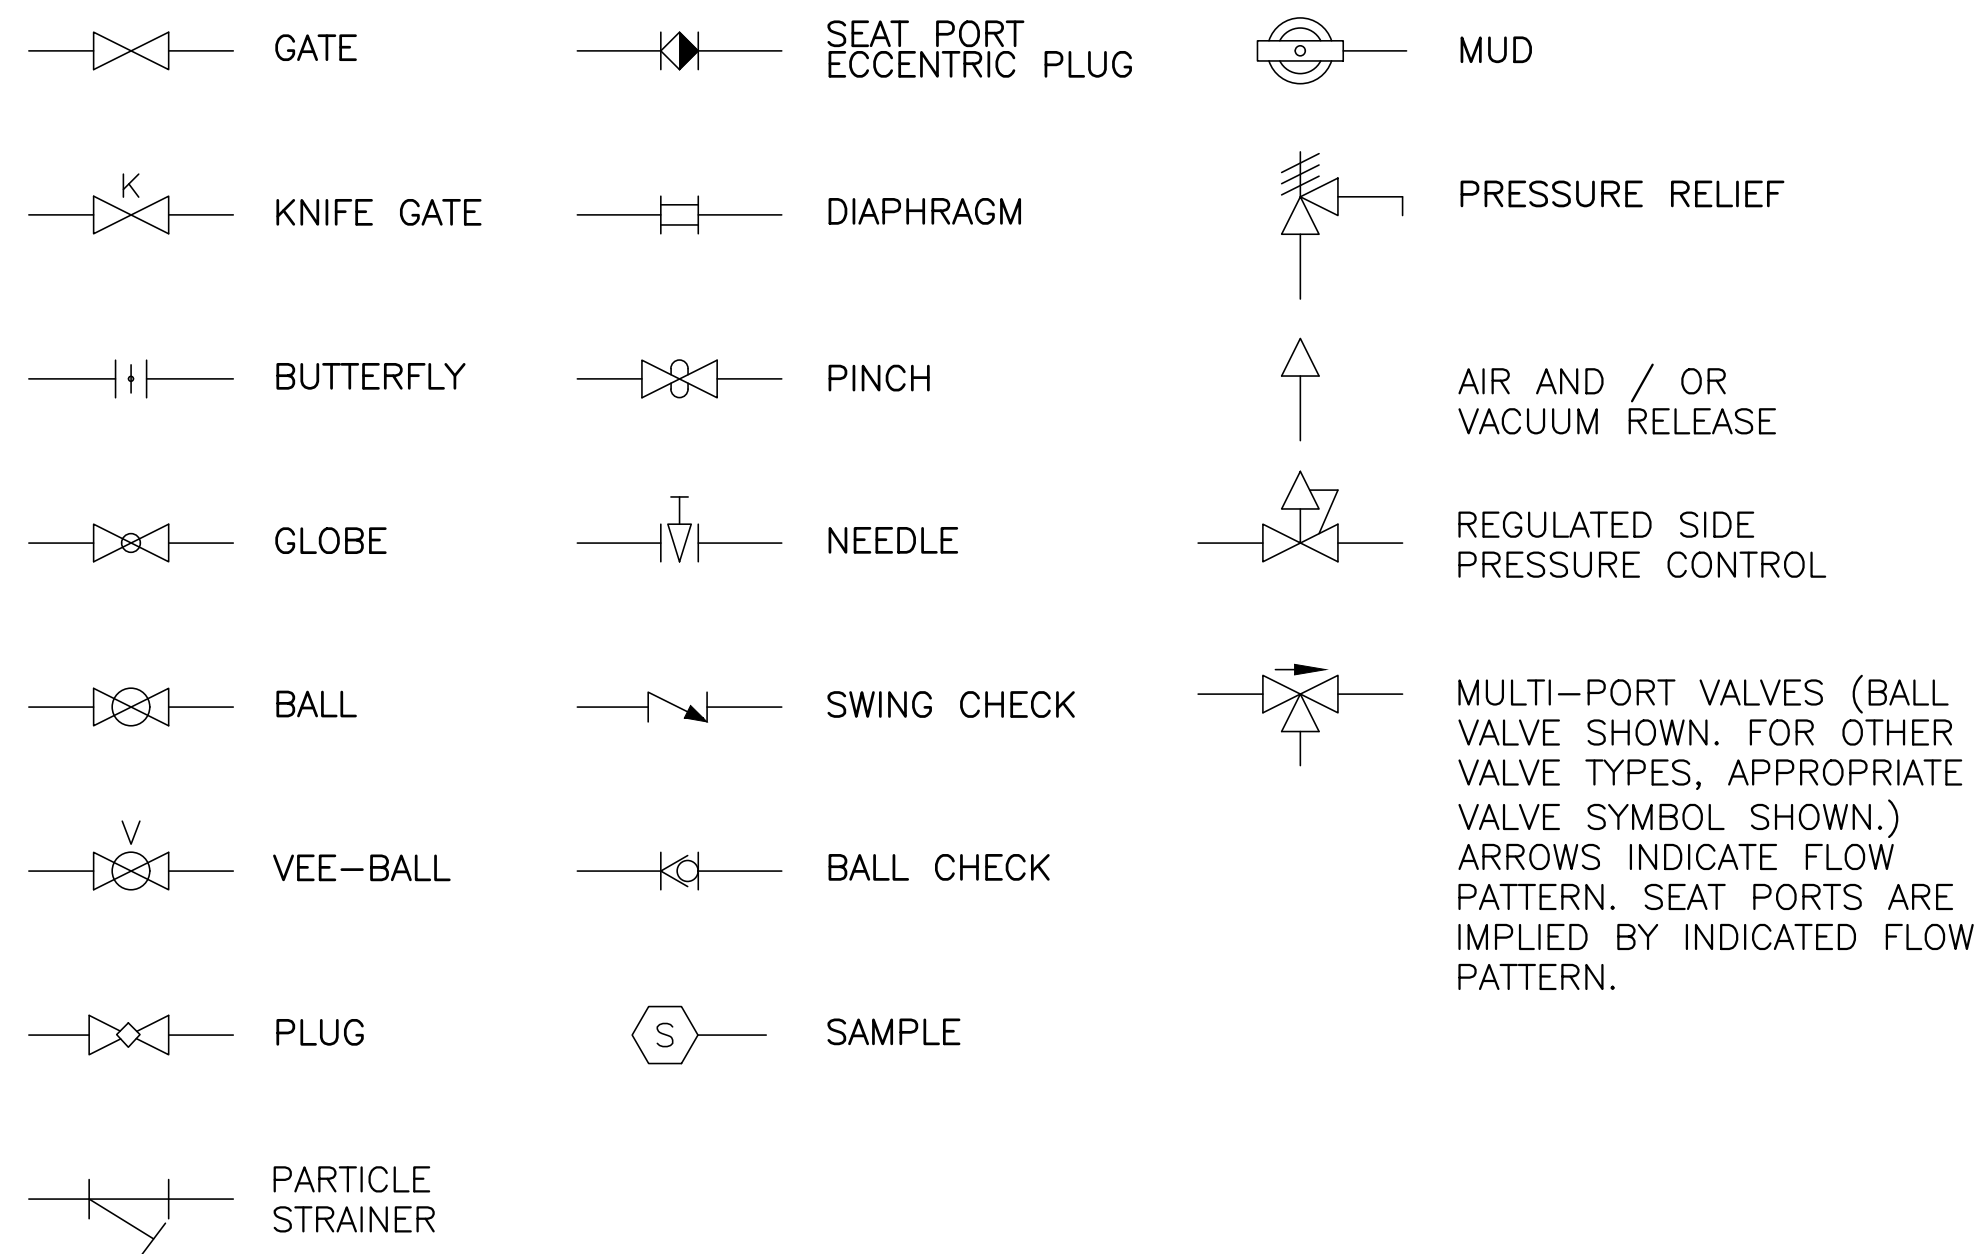 GATE
K
KNIFE GATE
BUTTERFLY
GLOBE
BALL
V
VEE-BALL
PLUG
PARTICLE
STRAINER
SEAT PORT
ECCENTRIC PLUG
DIAPHRAGM
PINCH
NEEDLE
SWING CHECK
BALL CHECK
S
SAMPLE
MUD
PRESSURE RELIEF
AIR AND / OR
VACUUM RELEASE
REGULATED SIDE
PRESSURE CONTROL
MULTI-PORT VALVES (BALL
VALVE SHOWN. FOR OTHER
VALVE TYPES, APPROPRIATE
VALVE SYMBOL SHOWN.)
ARROWS INDICATE FLOW
PATTERN. SEAT PORTS ARE
IMPLIED BY INDICATED FLOW
PATTERN.